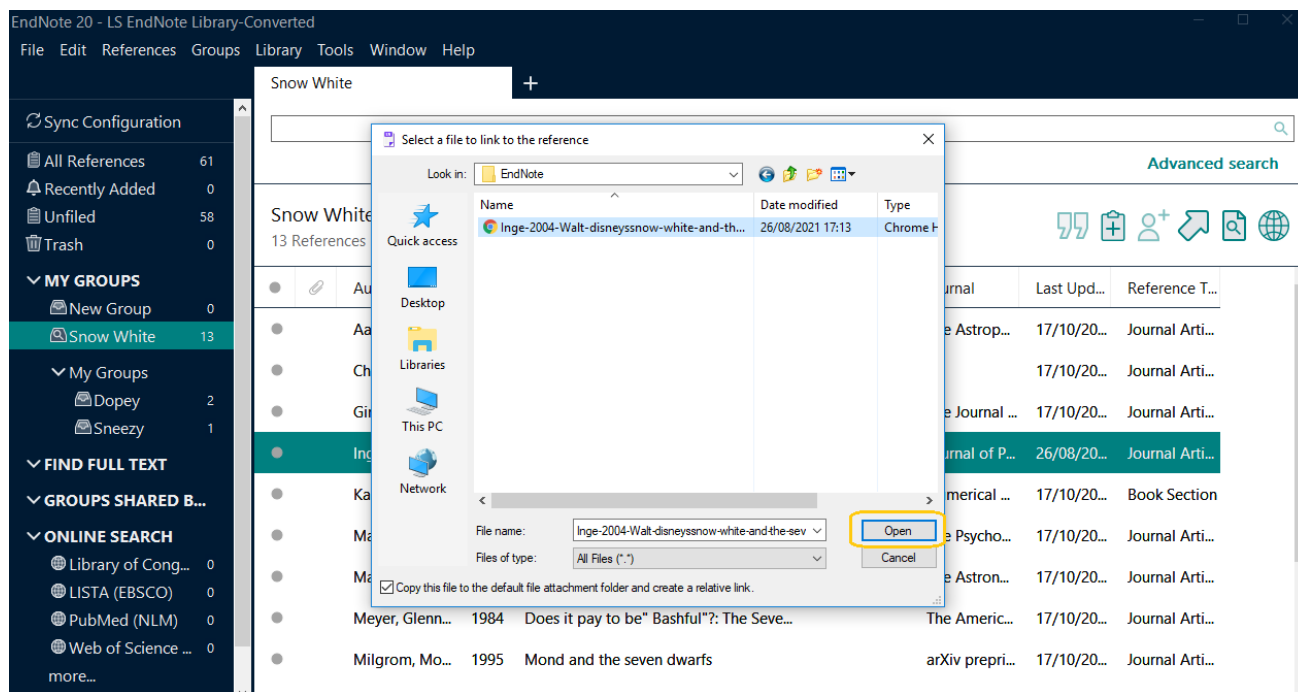 EndNote 20 - LS EndNote Library-Converted
File Edit References Groups Library Tools Window Help
Snow White
Sync Configuration
All References 61
Recently Added 0
Unfiled 58
Trash 0
MY GROUPS
New Group 0
Snow White 13
My Groups
Dopey 2
Sneezy 1
FIND FULL TEXT
GROUPS SHARED B...
ONLINE SEARCH
Library of Cong... 0
LISTA (EBSCO) 0
PubMed (NLM) 0
Web of Science ... 0
more...
Advanced search
Snow White
13 References
Au urnal Last Upd... Reference T...
Aa e Astrop... 17/10/20... Journal Arti...
Ch 17/10/20... Journal Arti...
Gi e Journal ... 17/10/20... Journal Arti...
Ing urnal of P... 26/08/20... Journal Arti...
Ka merical ... 17/10/20... Book Section
Ma e Psycho... 17/10/20... Journal Arti...
Ma e Astron... 17/10/20... Journal Arti...
Meyer, Glenn... 1984 Does it pay to be" Bashful"?: The Seve... The Americ... 17/10/20... Journal Arti...
Milgrom, Mo... 1995 Mond and the seven dwarfs arXiv prepri... 17/10/20... Journal Arti...
Select a file to link to the reference
Look in: EndNote
Quick access
Desktop
Libraries
This PC
Network
Name Date modified Type
Inge-2004-Walt-disneyssnow-white-and-th... 26/08/2021 17:13 Chrome H
File name: Inge-2004-Walt-disneyssnow-white-and-the-sev Open
Files of type: All Files (*.*) Cancel
Copy this file to the default file attachment folder and create a relative link.